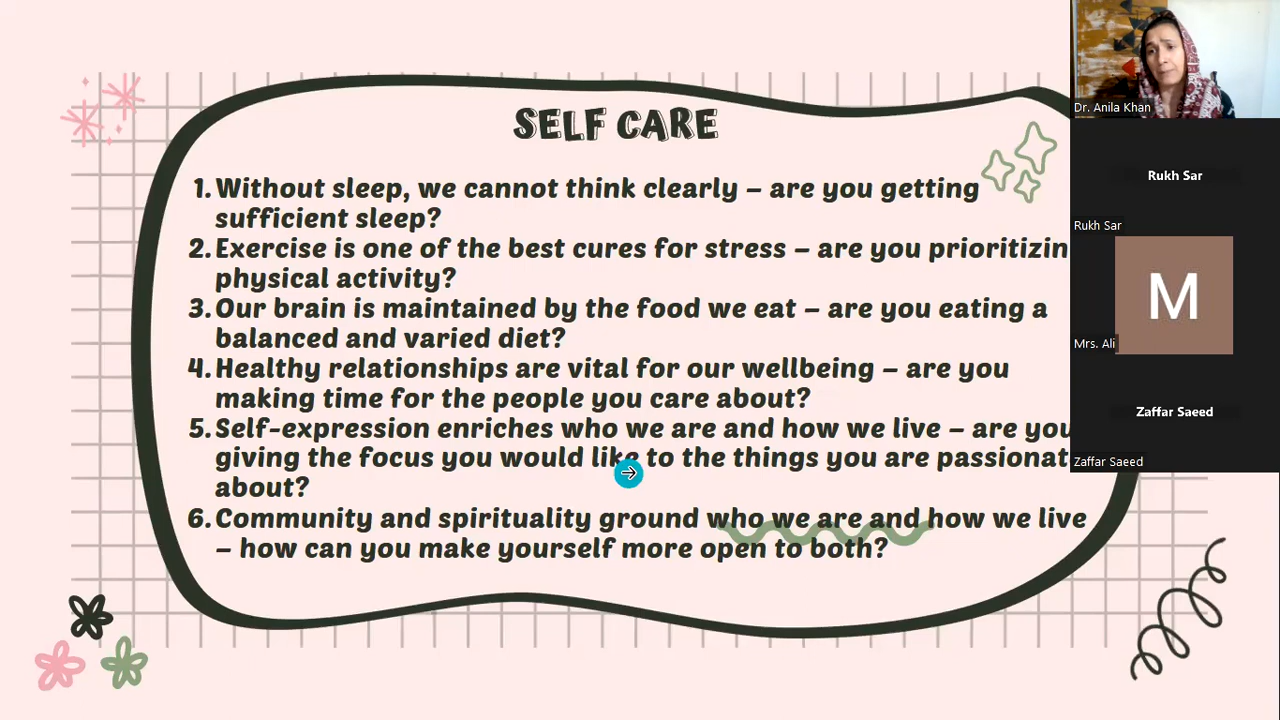 SELF CARE
1. Without sleep, we cannot think clearly – are you getting
sufficient sleep?
2. Exercise is one of the best cures for stress – are you prioritizin
physical activity?
3. Our brain is maintained by the food we eat – are you eating a
balanced and varied diet?
4. Healthy relationships are vital for our wellbeing – are you
making time for the people you care about?
5. Self-expression enriches who we are and how we live – are you
giving the focus you would like to the things you are passionat
about?
6. Community and spirituality ground who we are and how we live
– how can you make yourself more open to both?
Dr. Anila Khan
Rukh Sar
Rukh Sar
M
Mrs. Ali
Zaffar Saeed
Zaffar Saeed